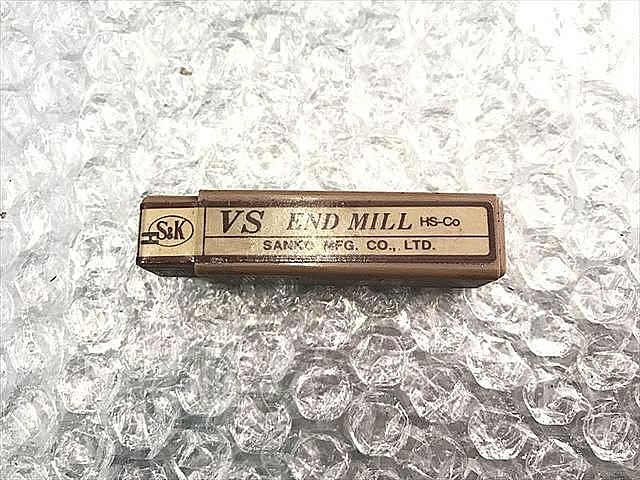 S&K
VS END MILL HS-Co
SANKO MFG. CO., LTD.